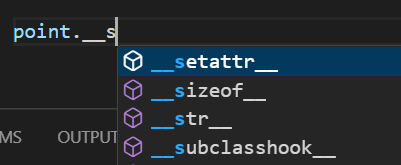 point.__s
__setattr__
__sizeof__
__str__
MS OUTPUT
__subclasshook__